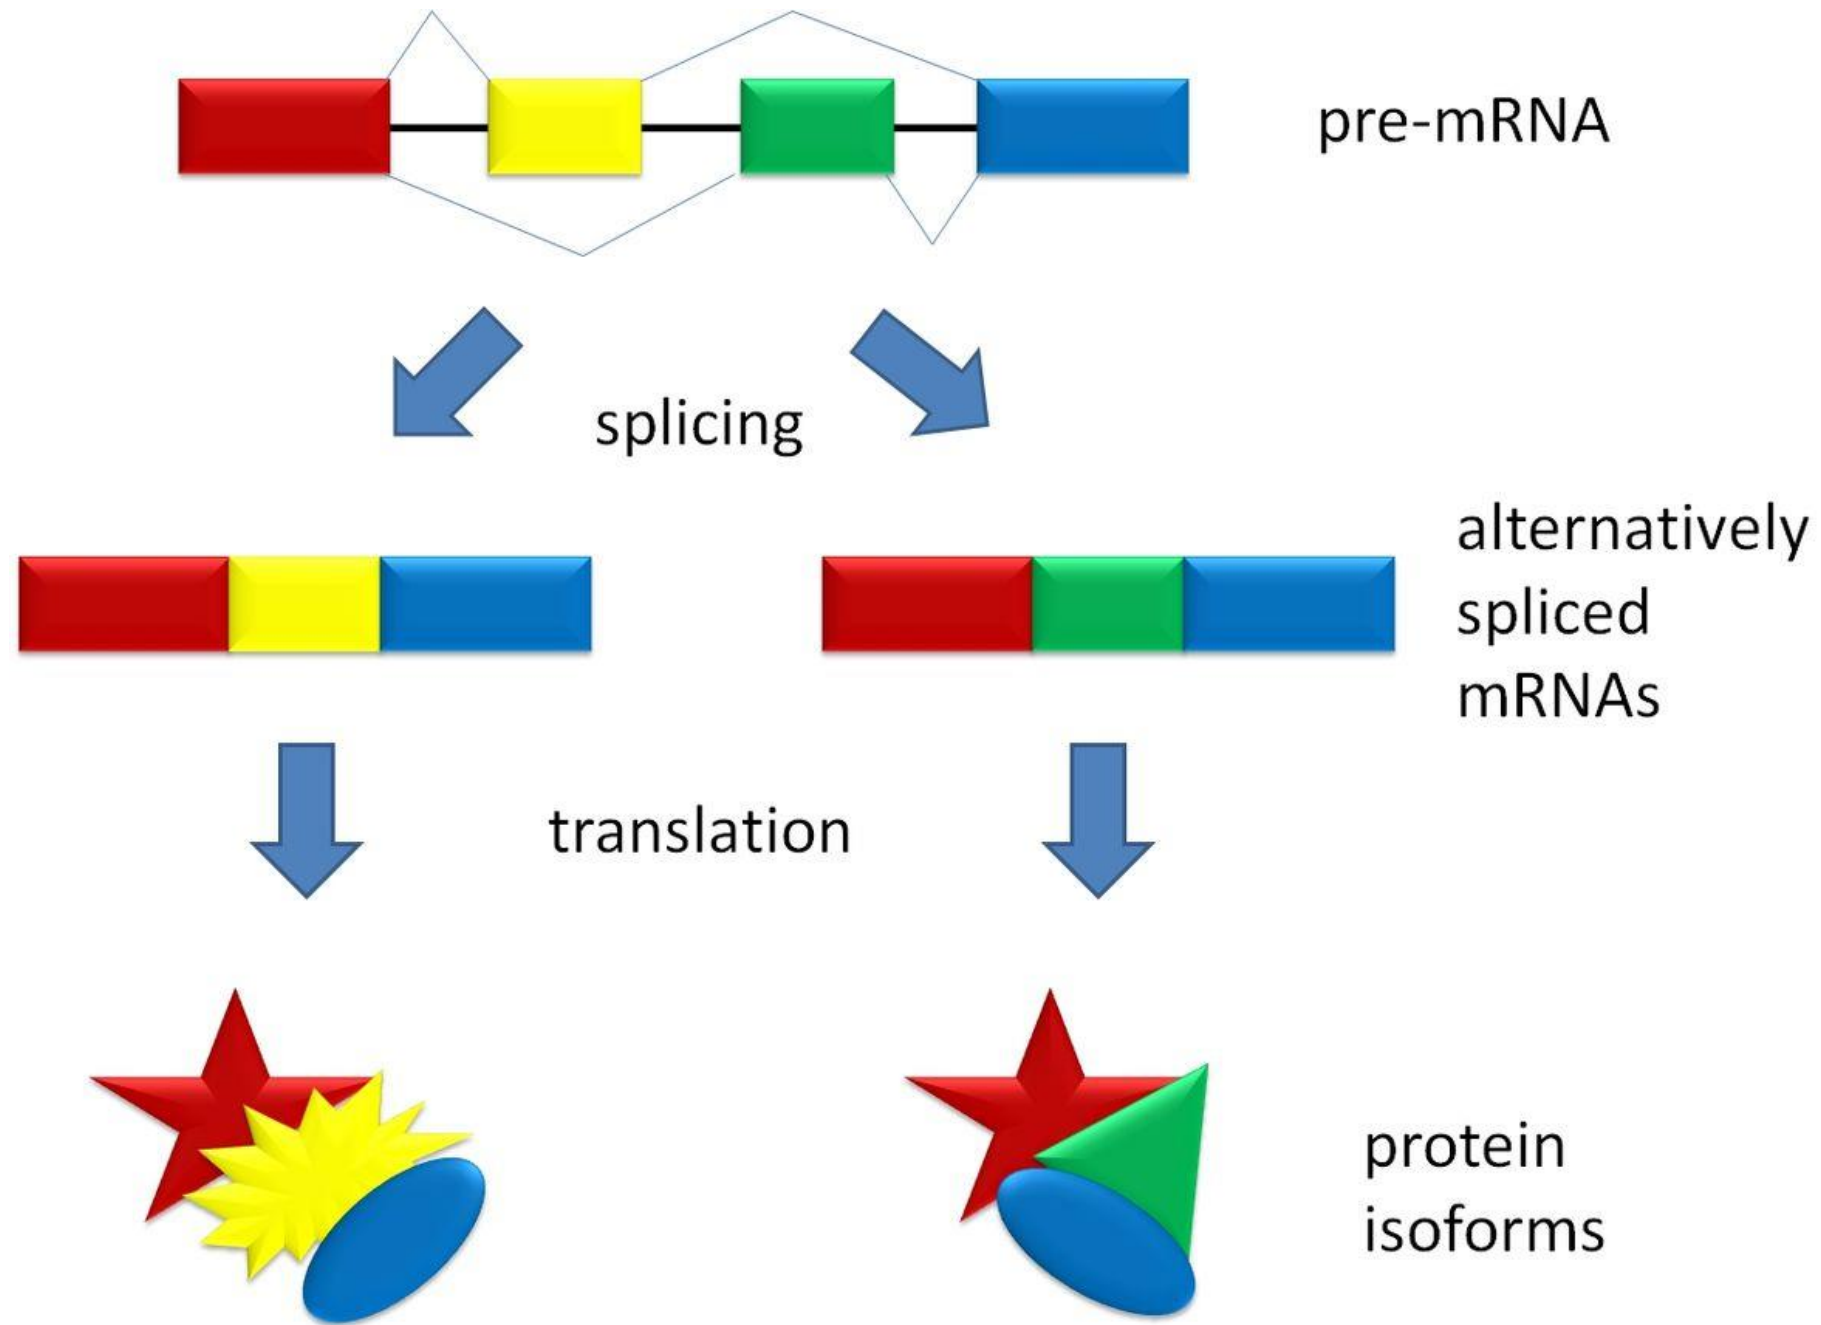 pre-mRNA
splicing
alternatively
spliced
mRNAs
translation
protein
isoforms